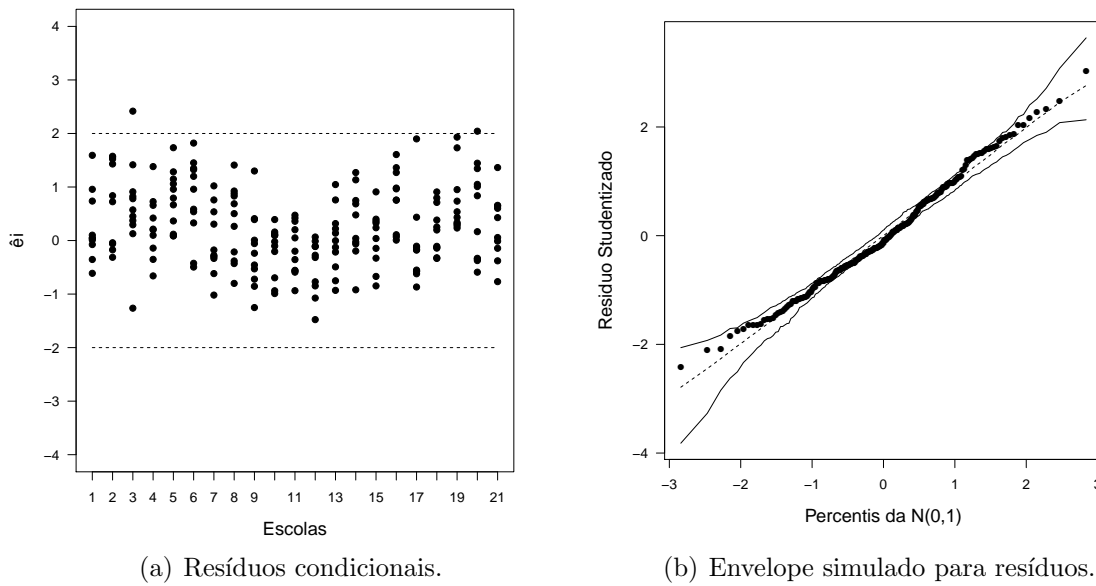 4
3
2
1
0
−1
−2
−3
−4
êi
1 2 3 4 5 6 7 8 9 11 13 15 17 19 21
Escolas
(a) Resíduos condicionais.
2
0
−2
−4
Resíduo Studentizado
−3 −2 −1 0 1 2 3
Percentis da N(0,1)
(b) Envelope simulado para resíduos.